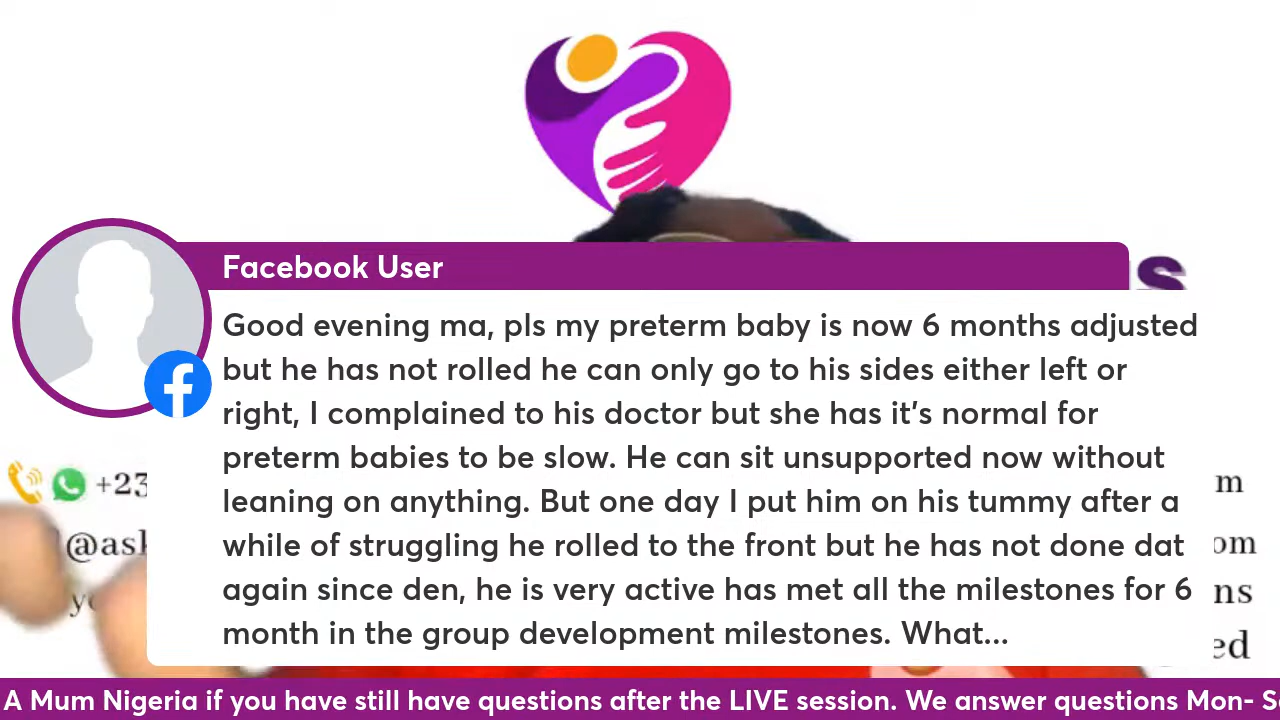 Facebook User
Good evening ma, pls my preterm baby is now 6 months adjusted
but he has not rolled he can only go to his sides either left or
right, I complained to his doctor but she has it's normal for
preterm babies to be slow. He can sit unsupported now without
leaning on anything. But one day I put him on his tummy after a
while of struggling he rolled to the front but he has not done dat
again since den, he is very active has met all the milestones for 6
month in the group development milestones. What...
+23
@ask
A Mum Nigeria if you have still have questions after the LIVE session. We answer questions Mon-